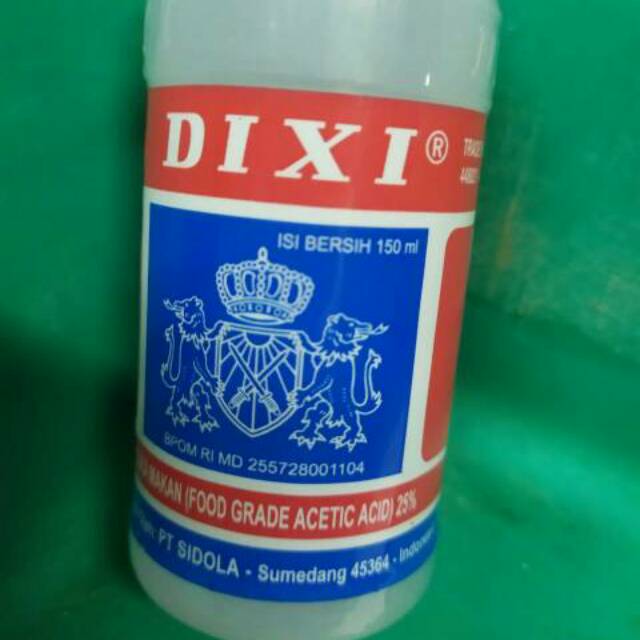 DIXI®
ISI BERSIH 150 ml
BPOM RI MD 255728001104
MAKAN (FOOD GRADE ACETIC ACID) 25%
PT SIDOLA - Sumedang 45364 -